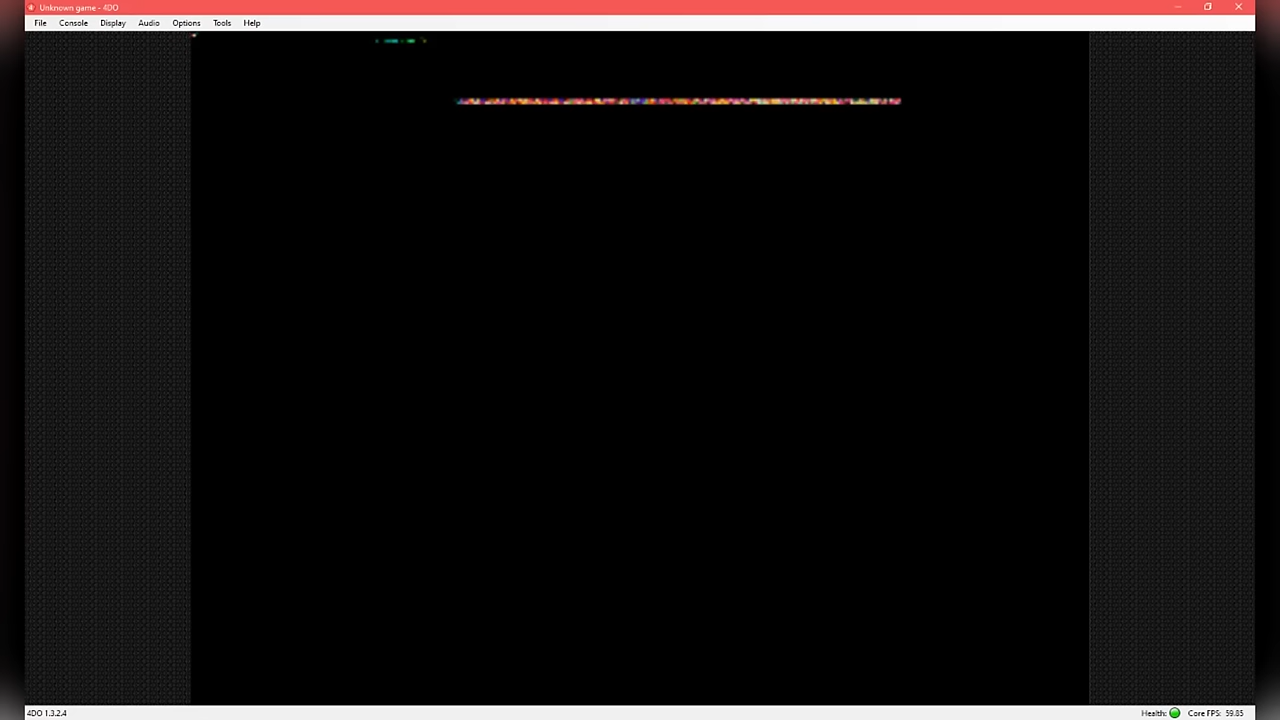 Unknown game - 4DO
File Console Display Audio Options Tools Help
4DO 1.3.2.4 Health: Core FPS: 59.85